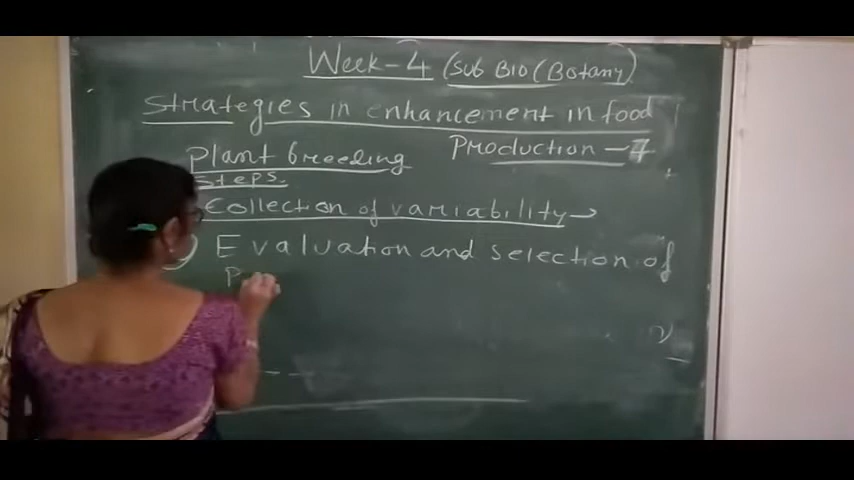 Week-4 (Sub Bio (Botany)
Strategies in enhancement in food
Production-7
Plant breeding
Steps
Collection of variability →
) Evaluation and selection of
P